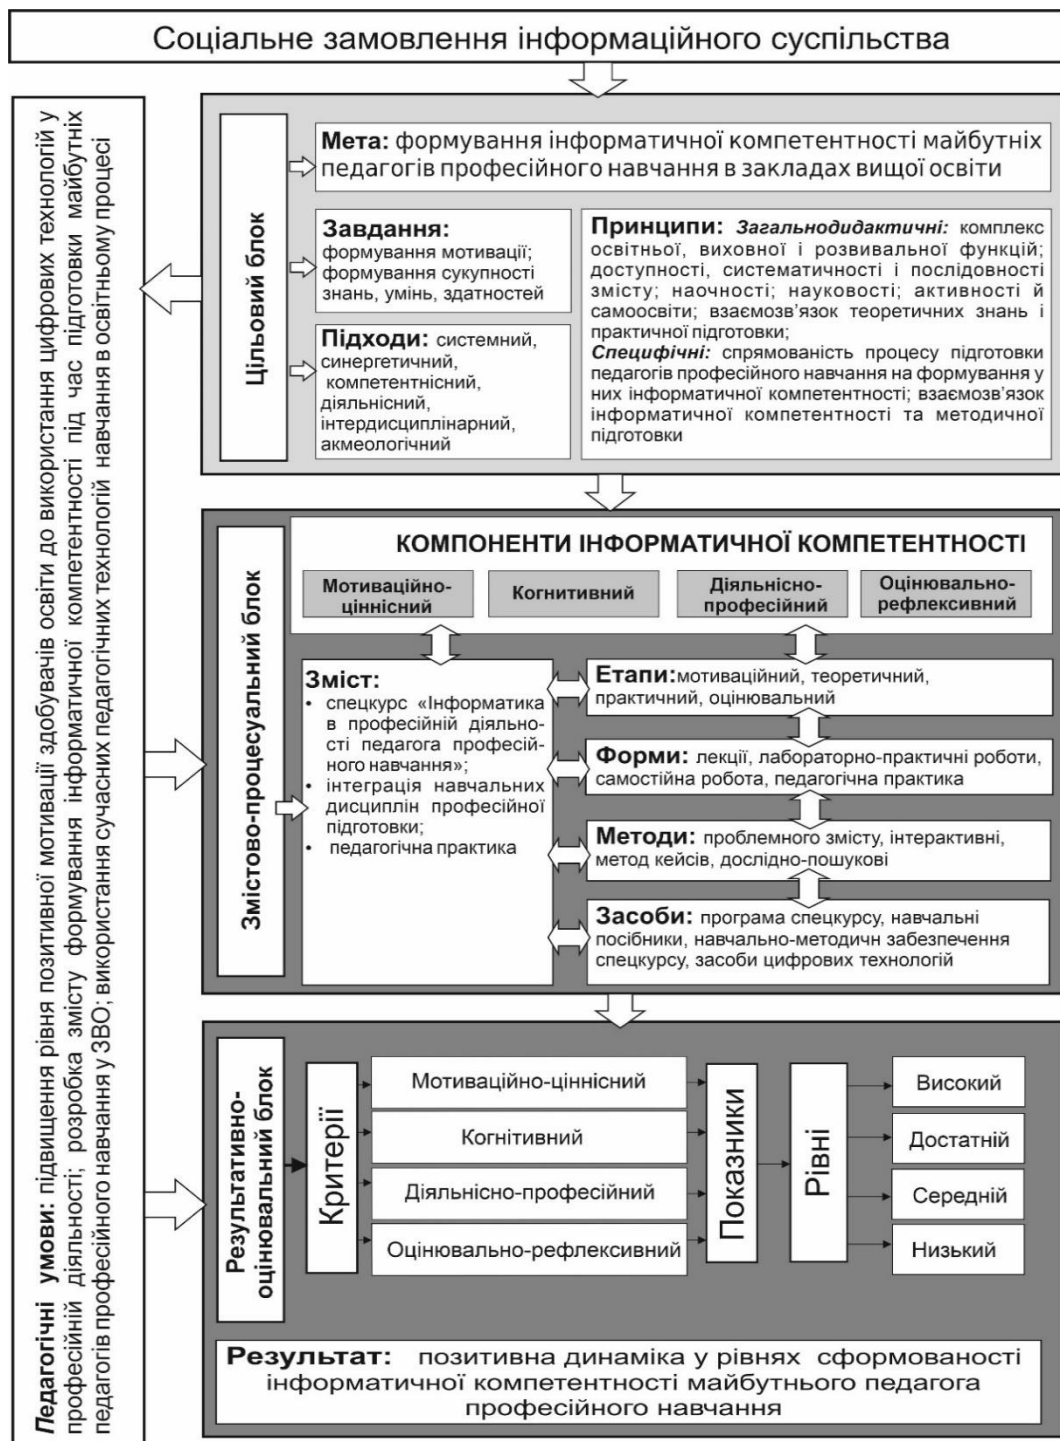 Соціальне замовлення інформаційного суспільства
Педагогічні умови: підвищення рівня позитивної мотивації здобувачів освіти до використання цифрових технологій у
професійній діяльності; розробка змісту формування інформатичної компетентності під час підготовки майбутніх
педагогів професійного навчання у ЗВО; використання сучасних педагогічних технологій навчання в освітньому процесі
Цільовий блок
Мета: формування інформатичної компетентності майбутніх
педагогів професійного навчання в закладах вищої освіти
Завдання:
формування мотивації;
формування сукупності
знань, умінь, здатностей
Підходи: системний,
синергетичний,
компетентнісний,
діяльнісний,
інтердисциплінарний,
акмеологічний
Принципи: Загальнодидактичні: комплекс
освітньої, виховної і розвивальної функцій;
доступності, систематичності і послідовності
змісту; наочності; науковості; активності й
самоосвіти; взаємозв’язок теоретичних знань і
практичної підготовки;
Специфічні: спрямованість процесу підготовки
педагогів професійного навчання на формування у
них інформатичної компетентності; взаємозв’язок
інформатичної компетентності та методичної
підготовки
Змістово-процесуальний блок
КОМПОНЕНТИ ІНФОРМАТИЧНОЇ КОМПЕТЕНТНОСТІ
Мотиваційно-
ціннісний
Когнитивний
Діяльнісно-
професійний
Оцінювально-
рефлексивний
Зміст:
• спецкурс «Інформатика
в професійній діяльно-
сті педагога професій-
ного навчання»;
• інтеграція навчальних
дисциплін професійної
підготовки;
• педагогічна практика
Етапи:мотиваційний, теоретичний,
практичний, оцінювальний
Форми: лекції, лабораторно-практичні роботи,
самостійна робота, педагогічна практика
Методи: проблемного змісту, інтерактивні,
метод кейсів, дослідно-пошукові
Засоби: програма спецкурсу, навчальні
посібники, навчально-методичн забезпечення
спецкурсу, засоби цифрових технологій
Результативно-
оцінювальний блок
Критерії
Мотиваційно-ціннісний
Когнітивний
Діяльнісно-професійний
Оцінювально-рефлексивний
Показники
Рівні
Високий
Достатній
Середній
Низький
Результат: позитивна динаміка у рівнях сформованості
інформатичної компетентності майбутнього педагога
професійного навчання